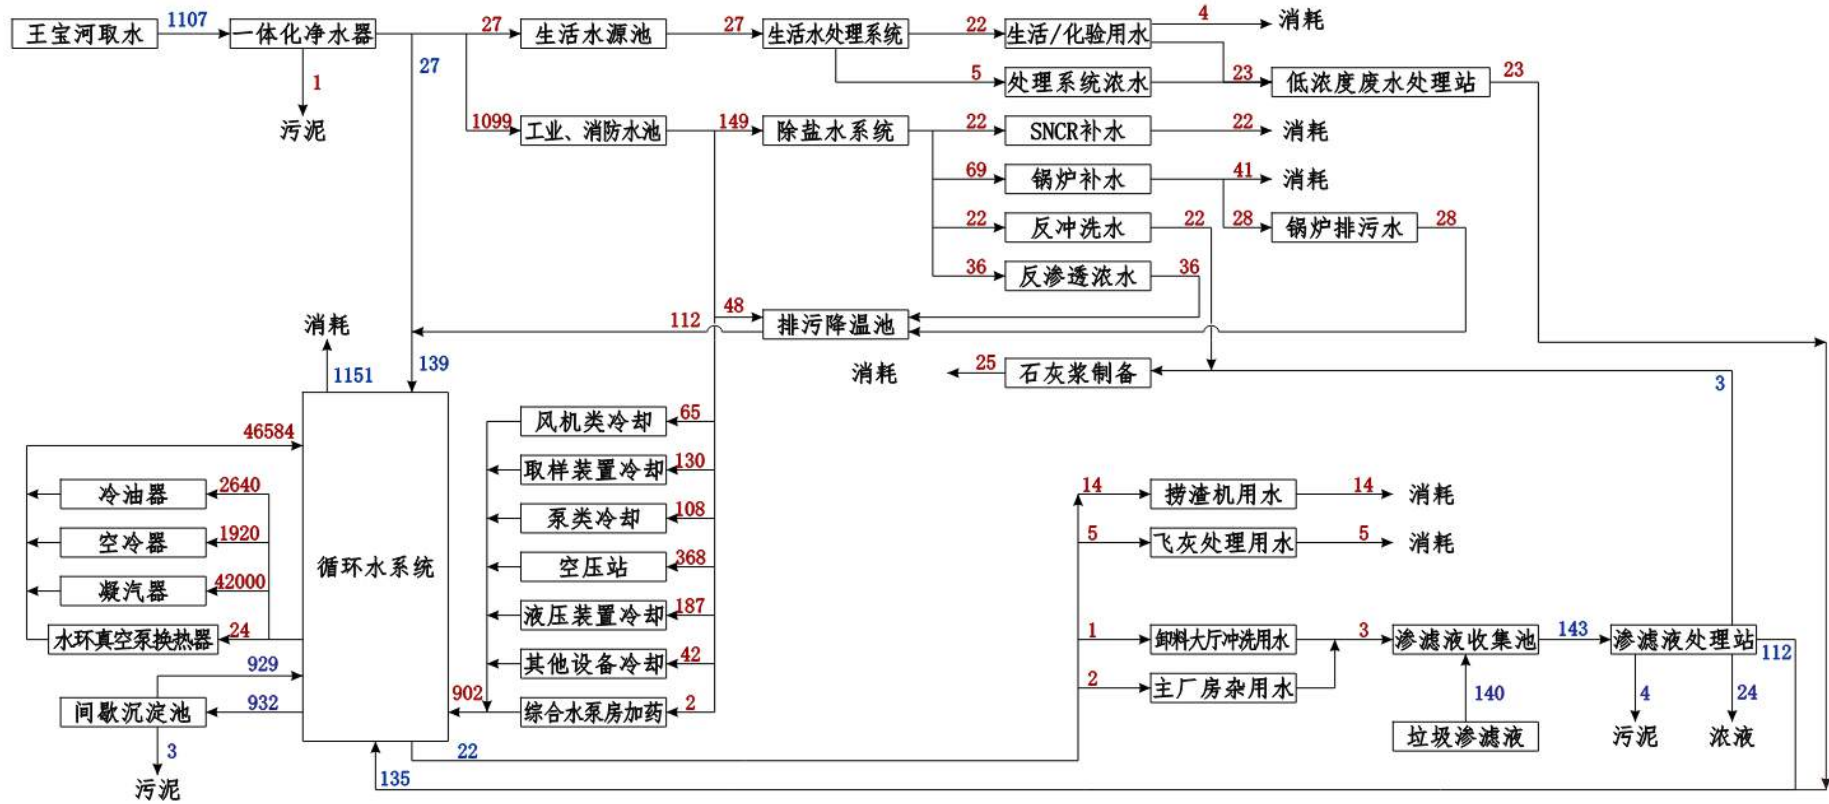 王宝河取水
1107
一体化净水器
1
污泥
27
27
生活水源池
27
生活水处理系统
22
生活/化验用水
4
消耗
5
处理系统浓水
23
低浓度废水处理站
23
1099
工业、消防水池
149
除盐水系统
22
SNCR补水
22
消耗
69
锅炉补水
41
消耗
28
锅炉排污水
28
22
反冲洗水
22
36
反渗透浓水
36
48
112
排污降温池
消耗
25
石灰浆制备
3
消耗
1151
139
循环水系统
46584
冷油器
2640
空冷器
1920
凝汽器
42000
水环真空泵换热器
24
929
间歇沉淀池
932
3
污泥
风机类冷却
65
取样装置冷却
130
泵类冷却
108
空压站
368
液压装置冷却
187
其他设备冷却
42
902
综合水泵房加药
2
22
135
14
捞渣机用水
14
消耗
5
飞灰处理用水
5
消耗
1
卸料大厅冲洗用水
3
渗滤液收集池
143
渗滤液处理站
112
2
主厂房杂用水
140
垃圾渗滤液
4
污泥
24
浓液